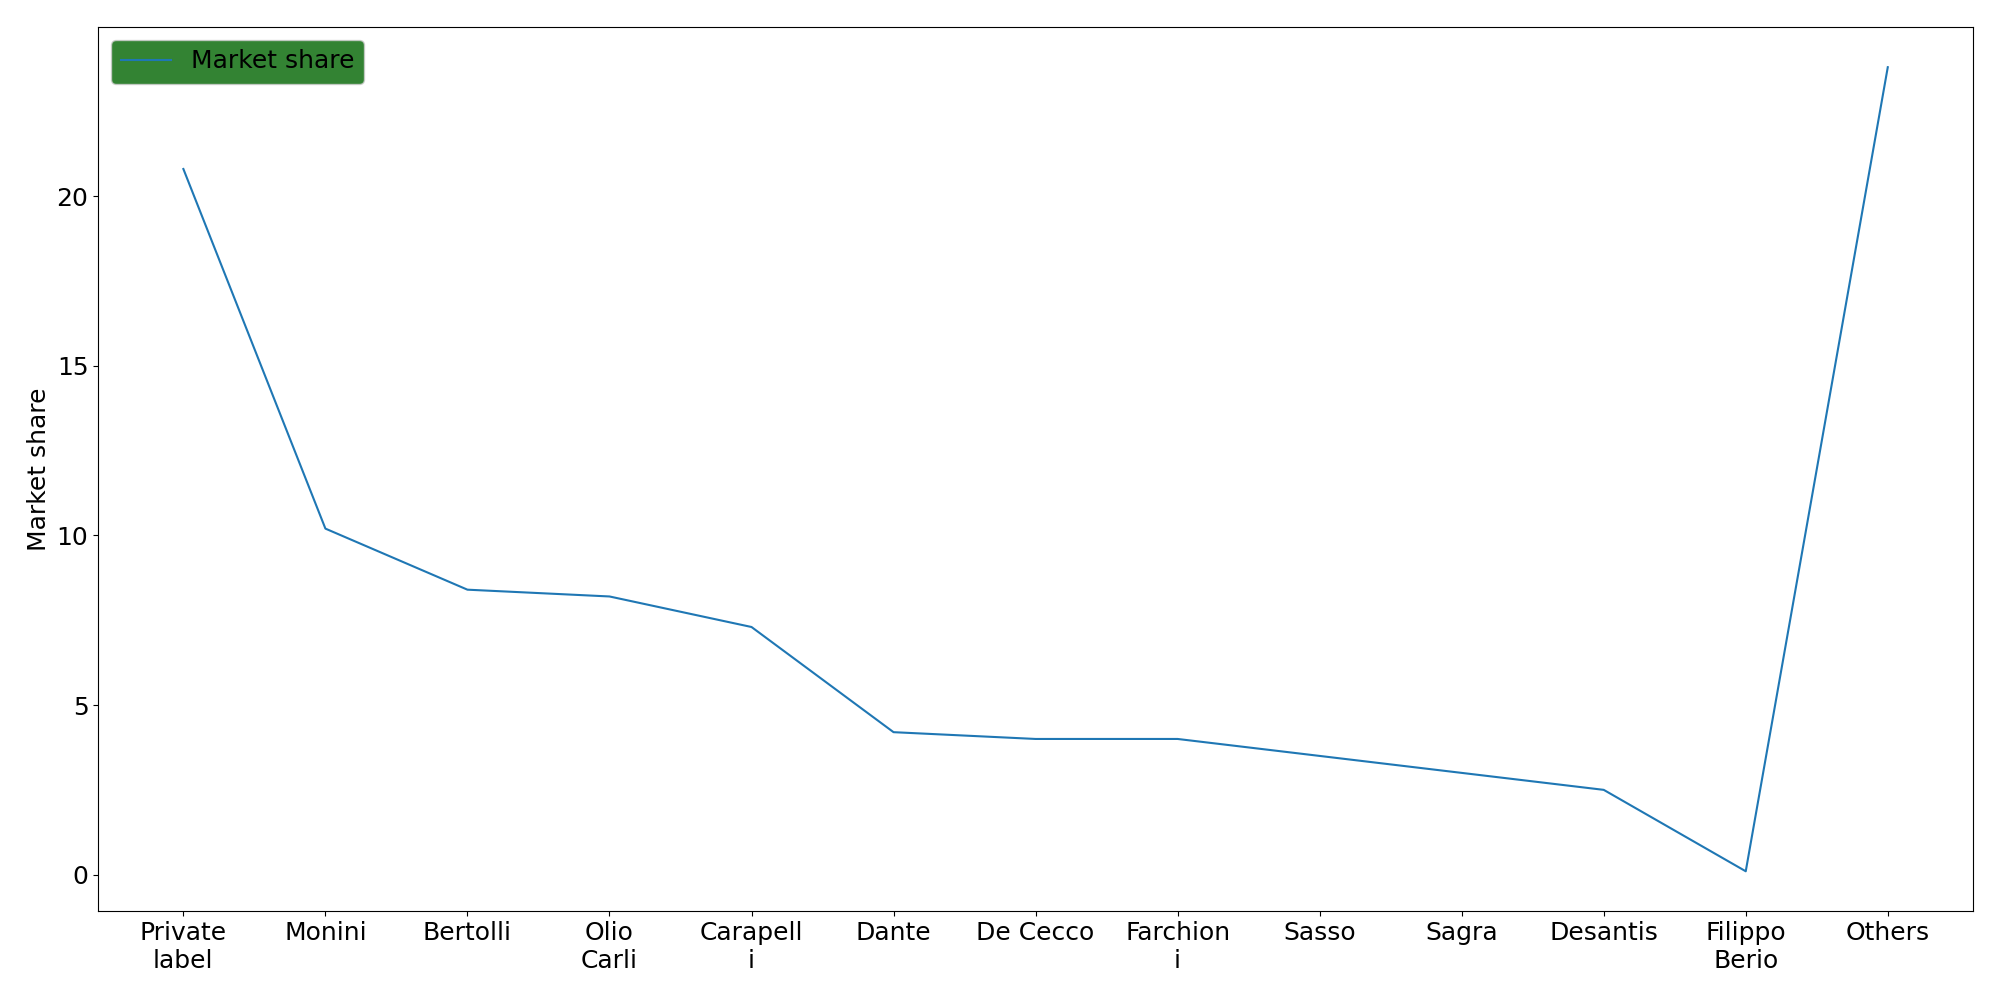 Market share
Market share
20
15
10
5
0
Private
label
Monini
Bertolli
Olio
Carli
Carapell
i
Dante
De Cecco
Farchion
i
Sasso
Sagra
Desantis
Filippo
Berio
Others